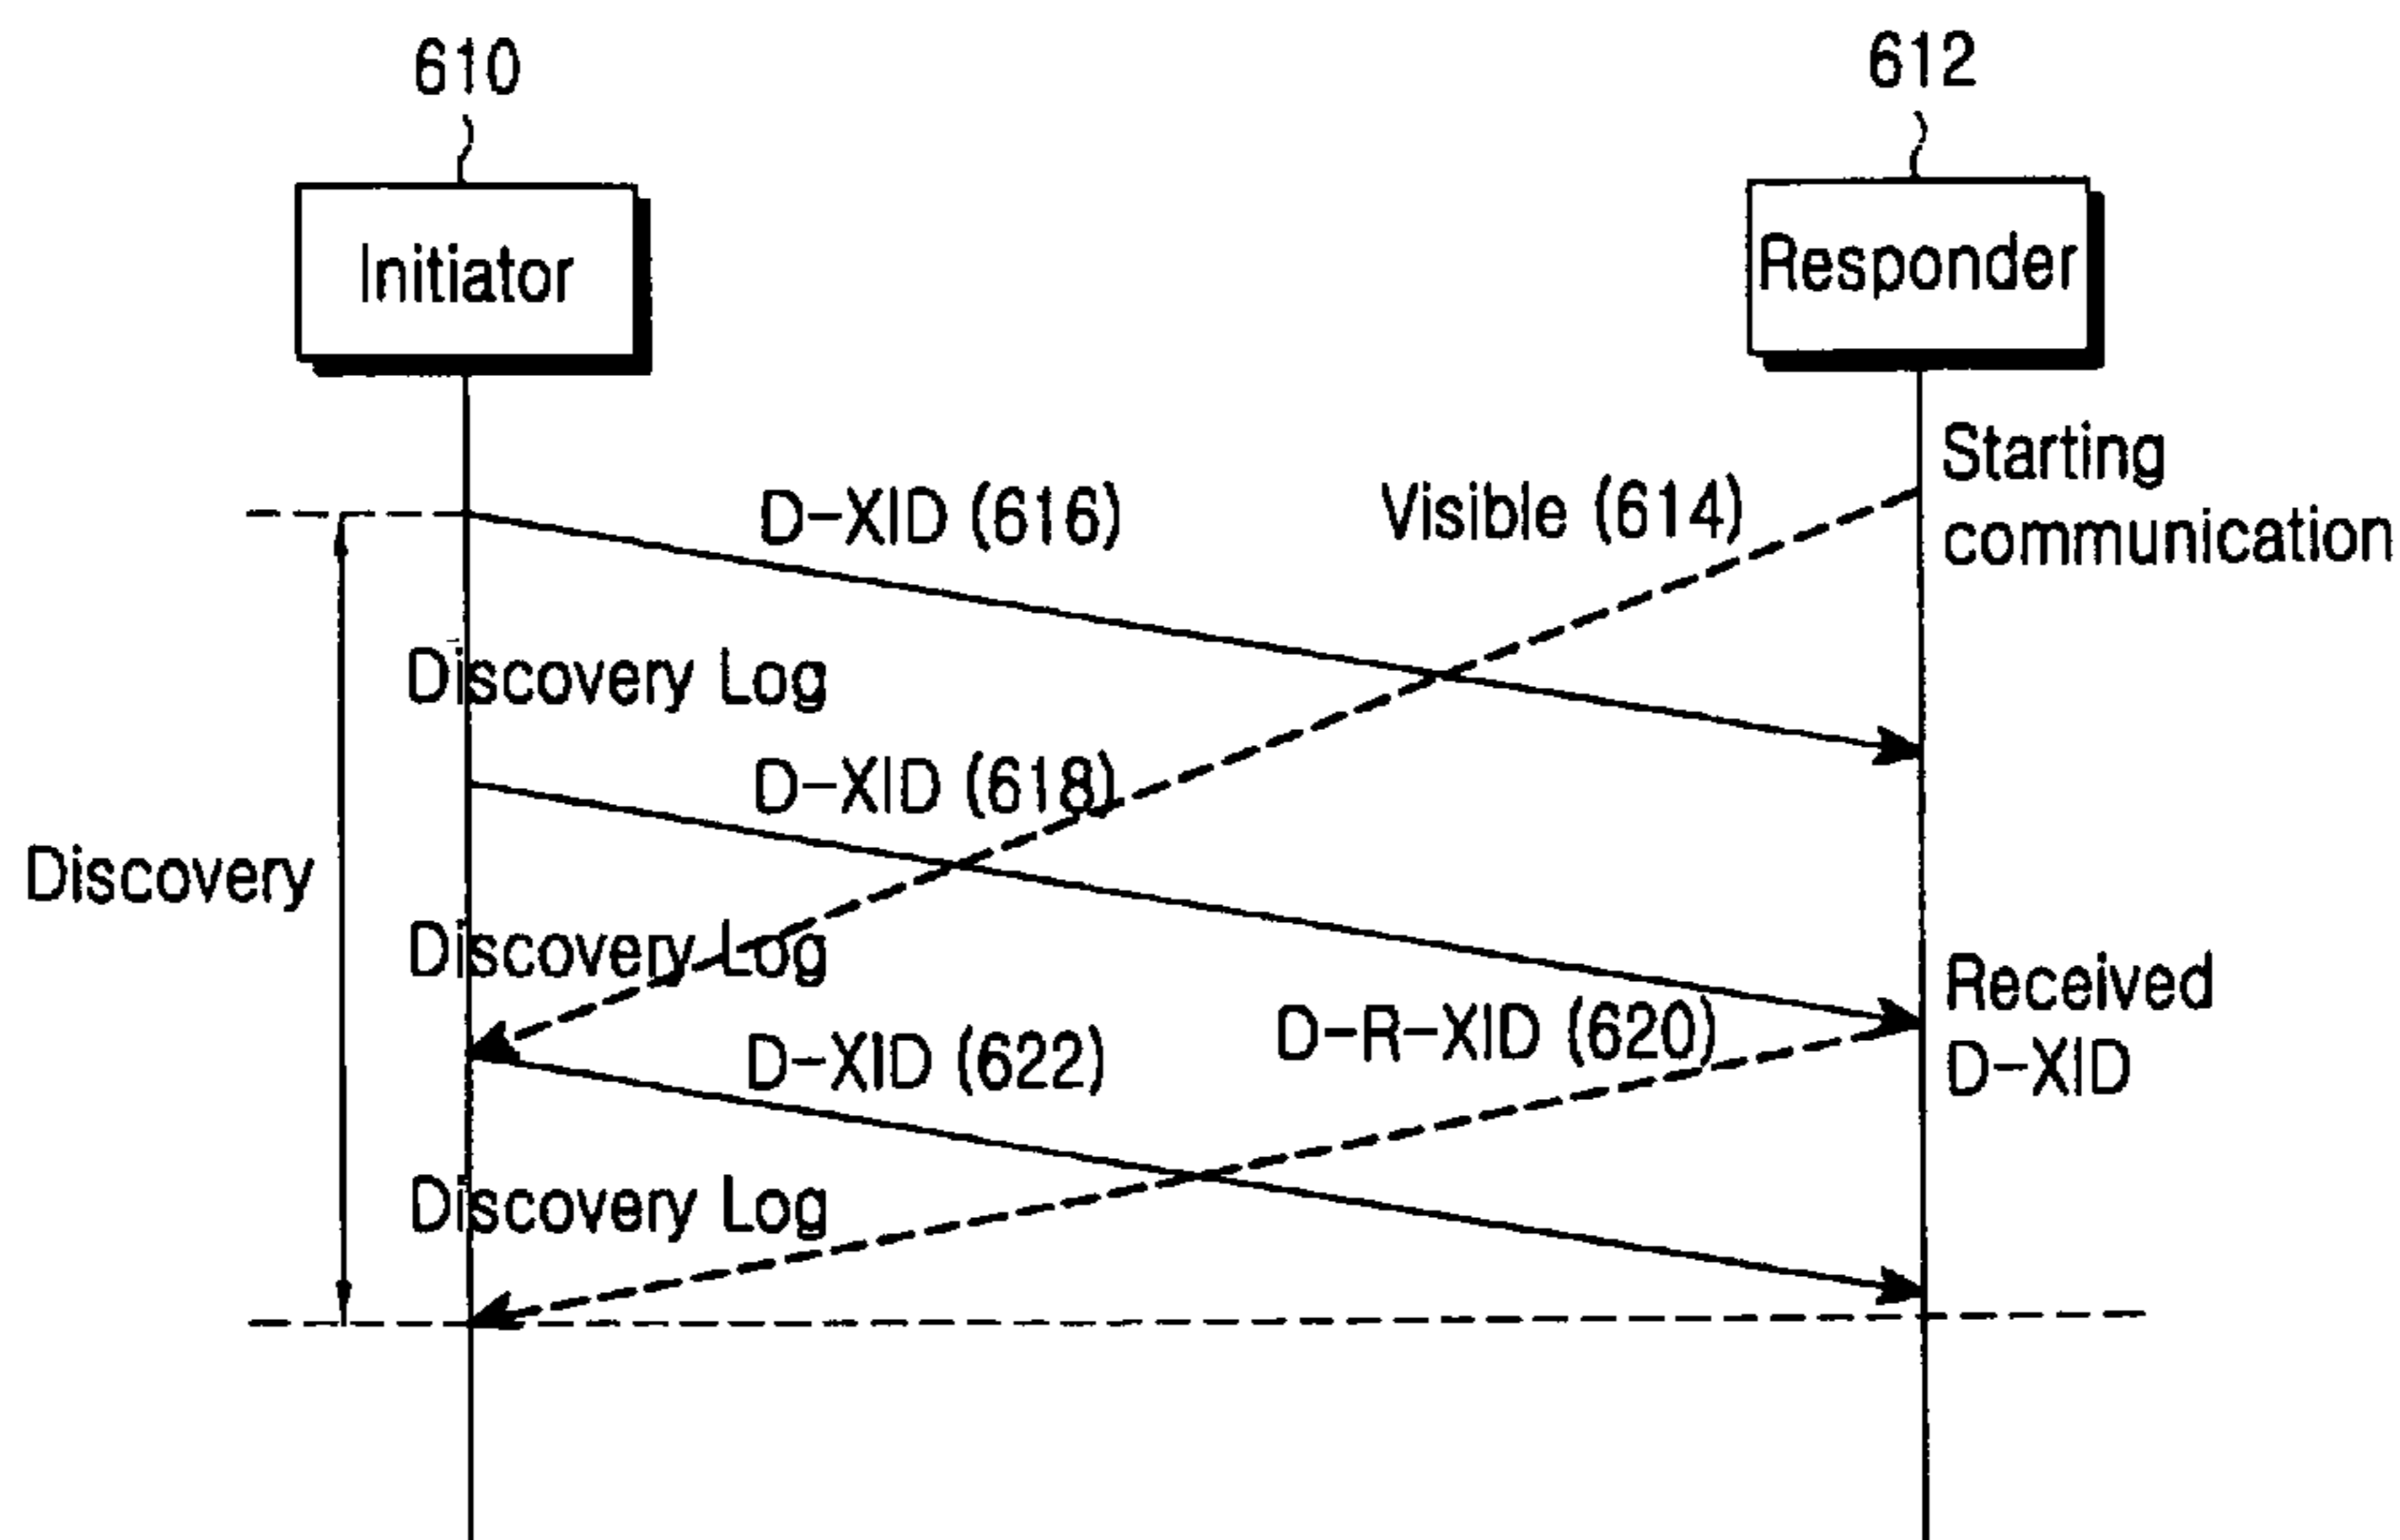 610
612
Initiator
Responder
Starting
communication
D-XID (616)
Visible (614)
Discovery Log
D-XID (618)
Discovery
Discovery Log
Received
D-XID
D-XID (622)
D-R-XID (620)
Discovery Log